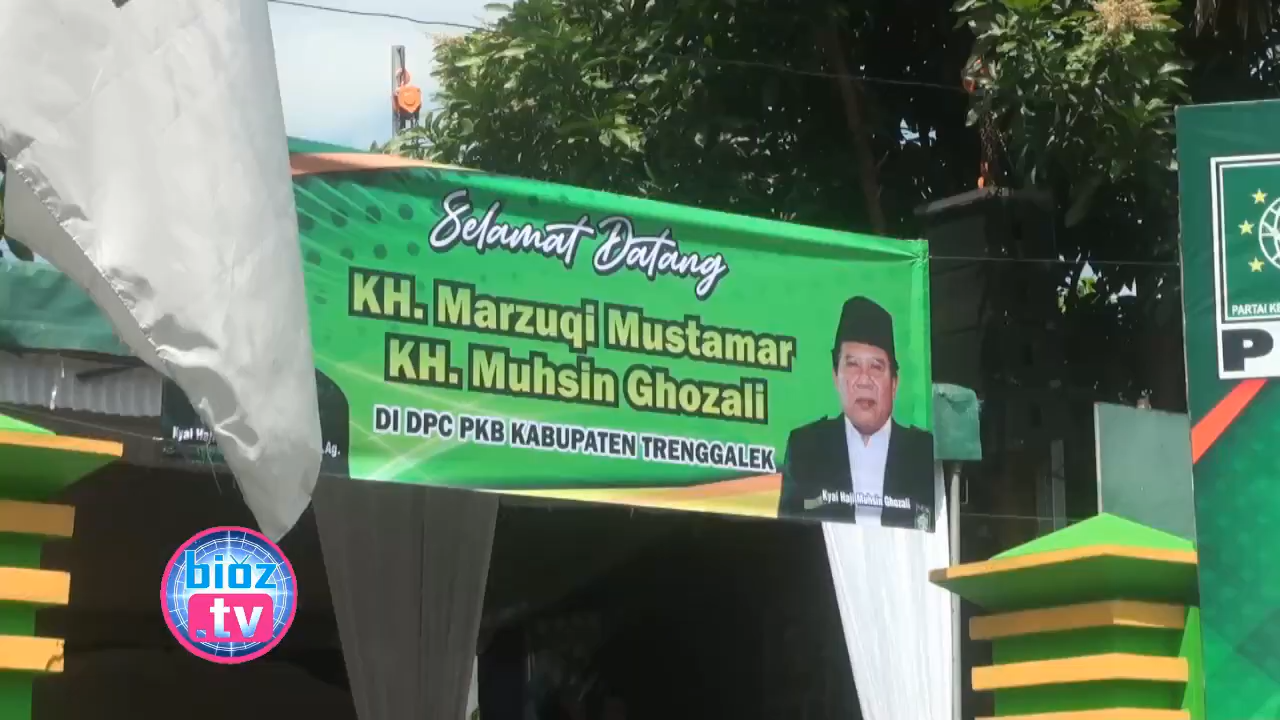 Selamat Datang
KH. Marzuqi Mustamar
KH. Muhsin Ghozali
DI DPC PKB KABUPATEN TRENGGALEK
Kyai Haji Muhsin Ghozali
Kyai Haji
.Ag.
PARTAI
P
bioz
.tv